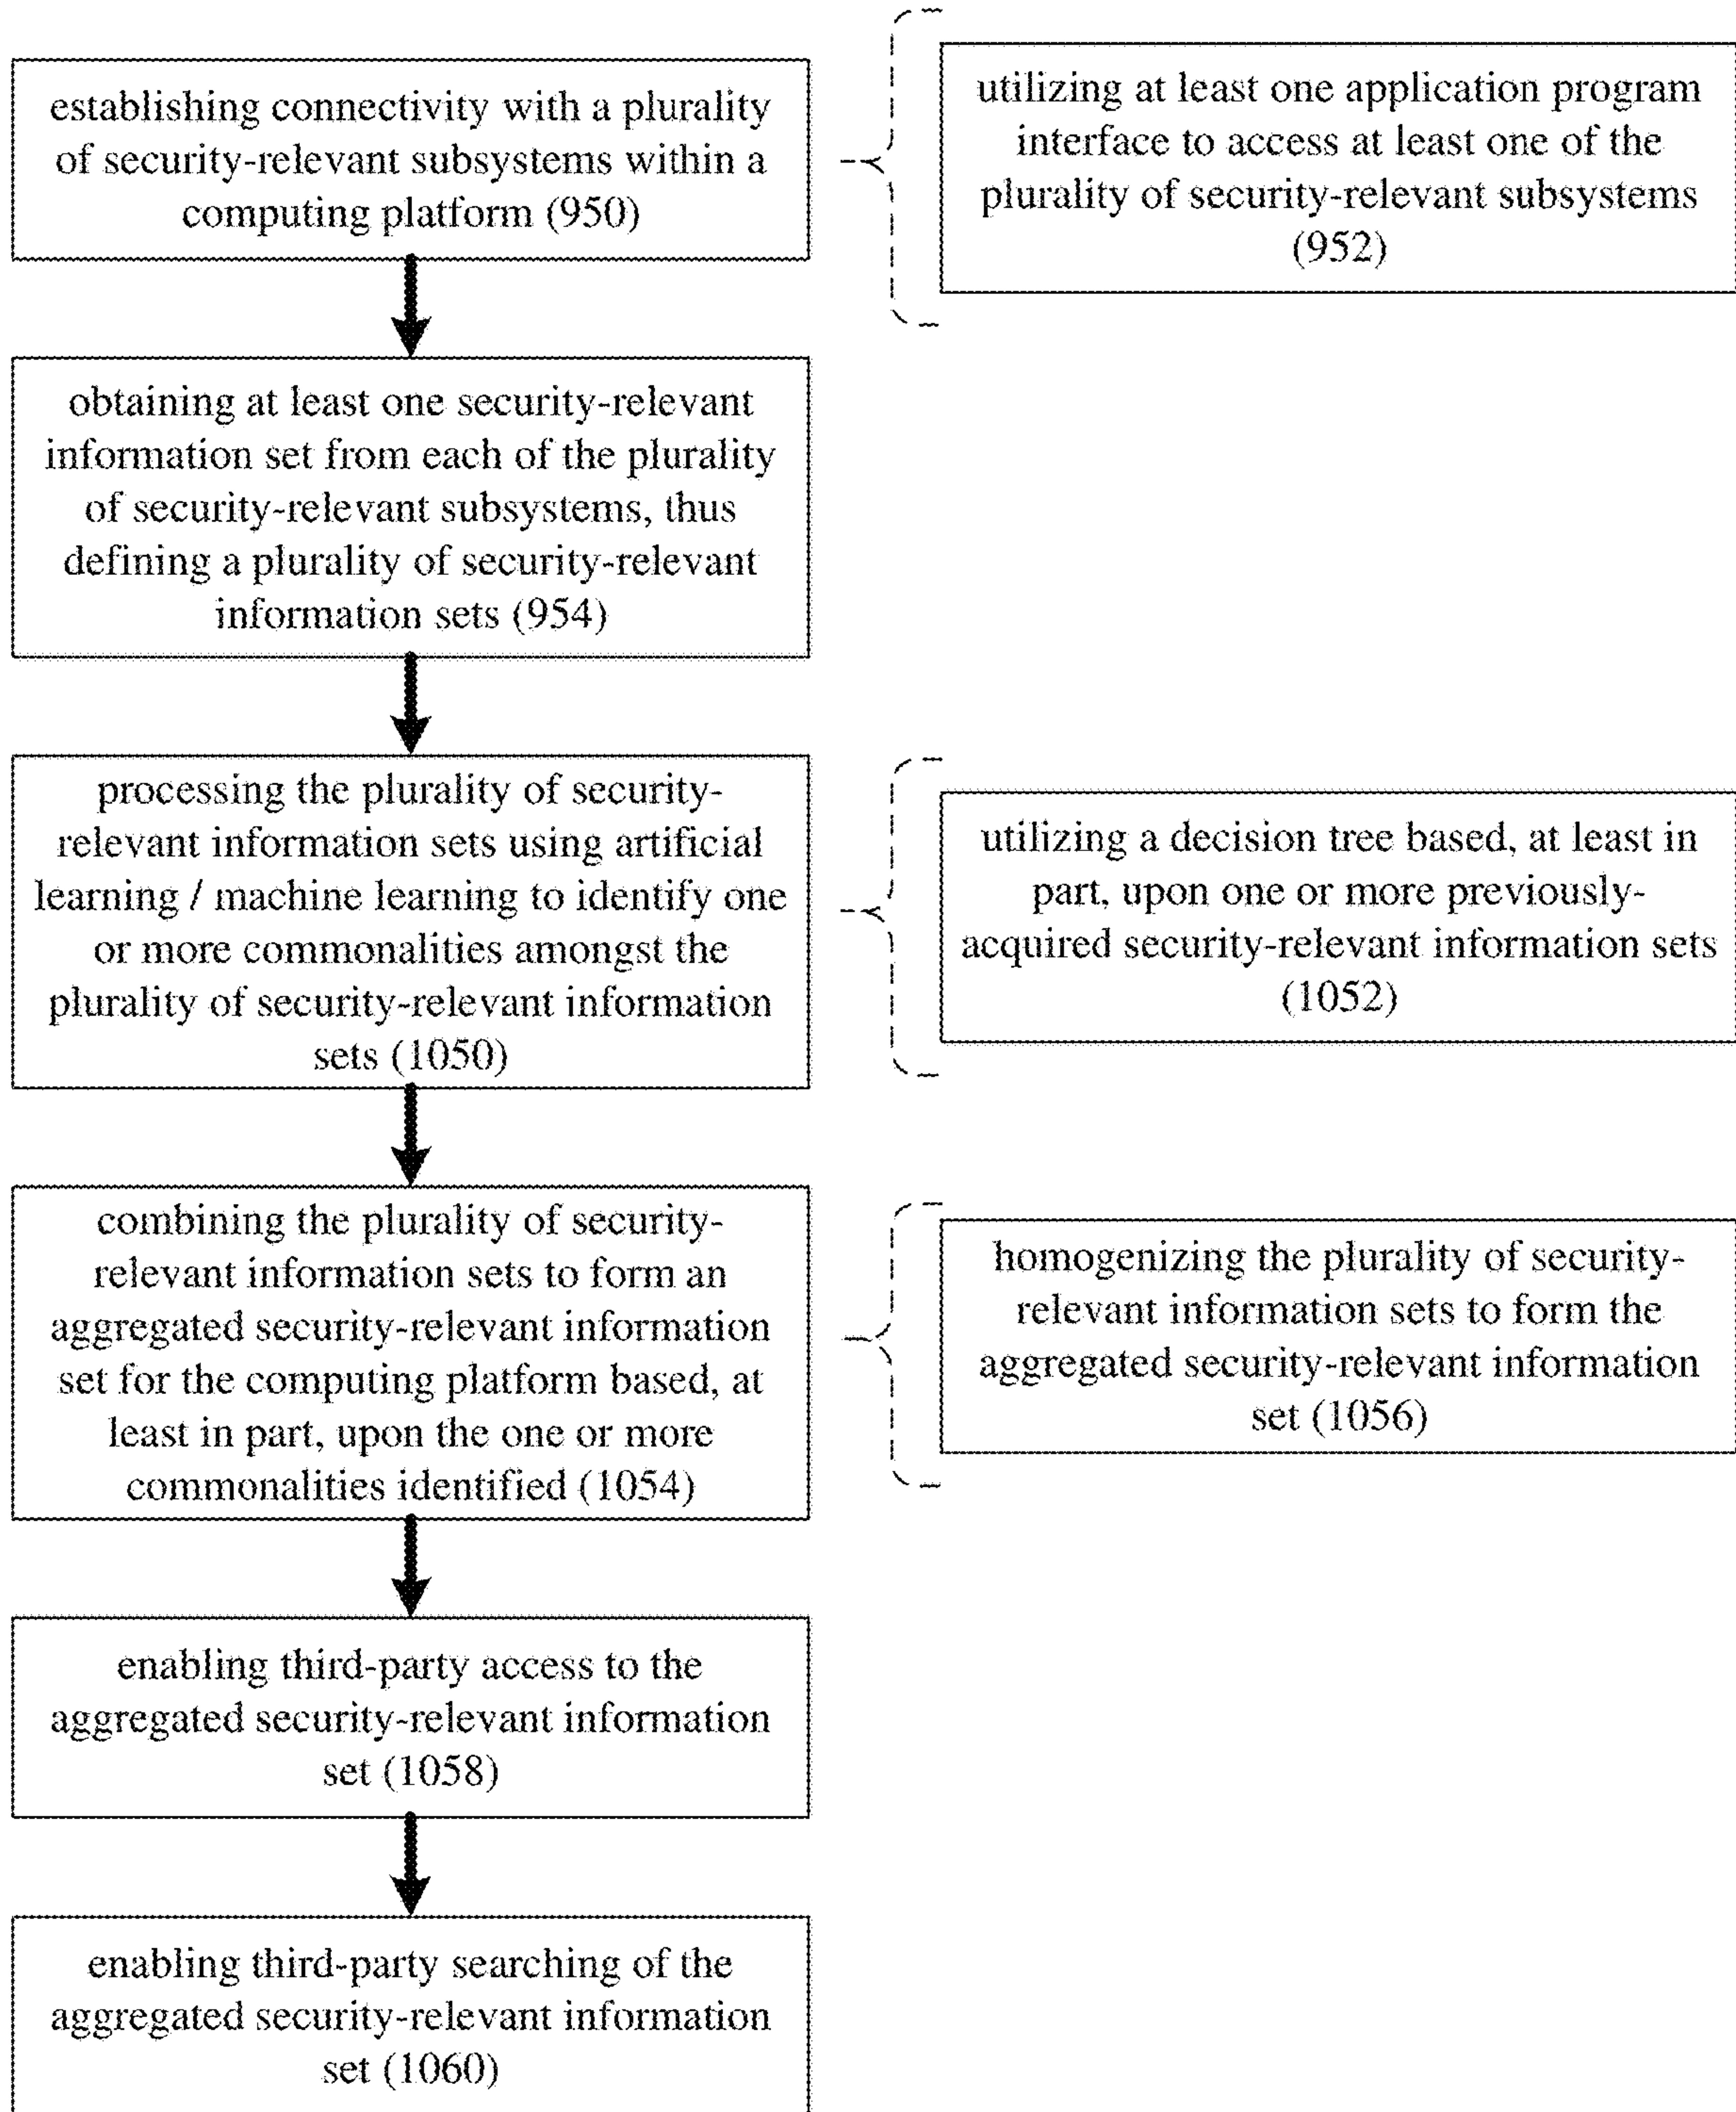 establishing connectivity with a plurality
of security-relevant subsystems within a
computing platform (950)
utilizing at least one application program
interface to access at least one of the
plurality of security-relevant subsystems
(952)
obtaining at least one security-relevant
information set from each of the plurality
of security-relevant subsystems, thus
defining a plurality of security-relevant
information sets (954)
processing the plurality of security-
relevant information sets using artificial
learning / machine learning to identify one
or more commonalities amongst the
plurality of security-relevant information
sets (1050)
utilizing a decision tree based, at least in
part, upon one or more previously-
acquired security-relevant information sets
(1052)
combining the plurality of security-
relevant information sets to form an
aggregated security-relevant information
set for the computing platform based, at
least in part, upon the one or more
commonalities identified (1054)
homogenizing the plurality of security-
relevant information sets to form the
aggregated security-relevant information
set (1056)
enabling third-party access to the
aggregated security-relevant information
set (1058)
enabling third-party searching of the
aggregated security-relevant information
set (1060)